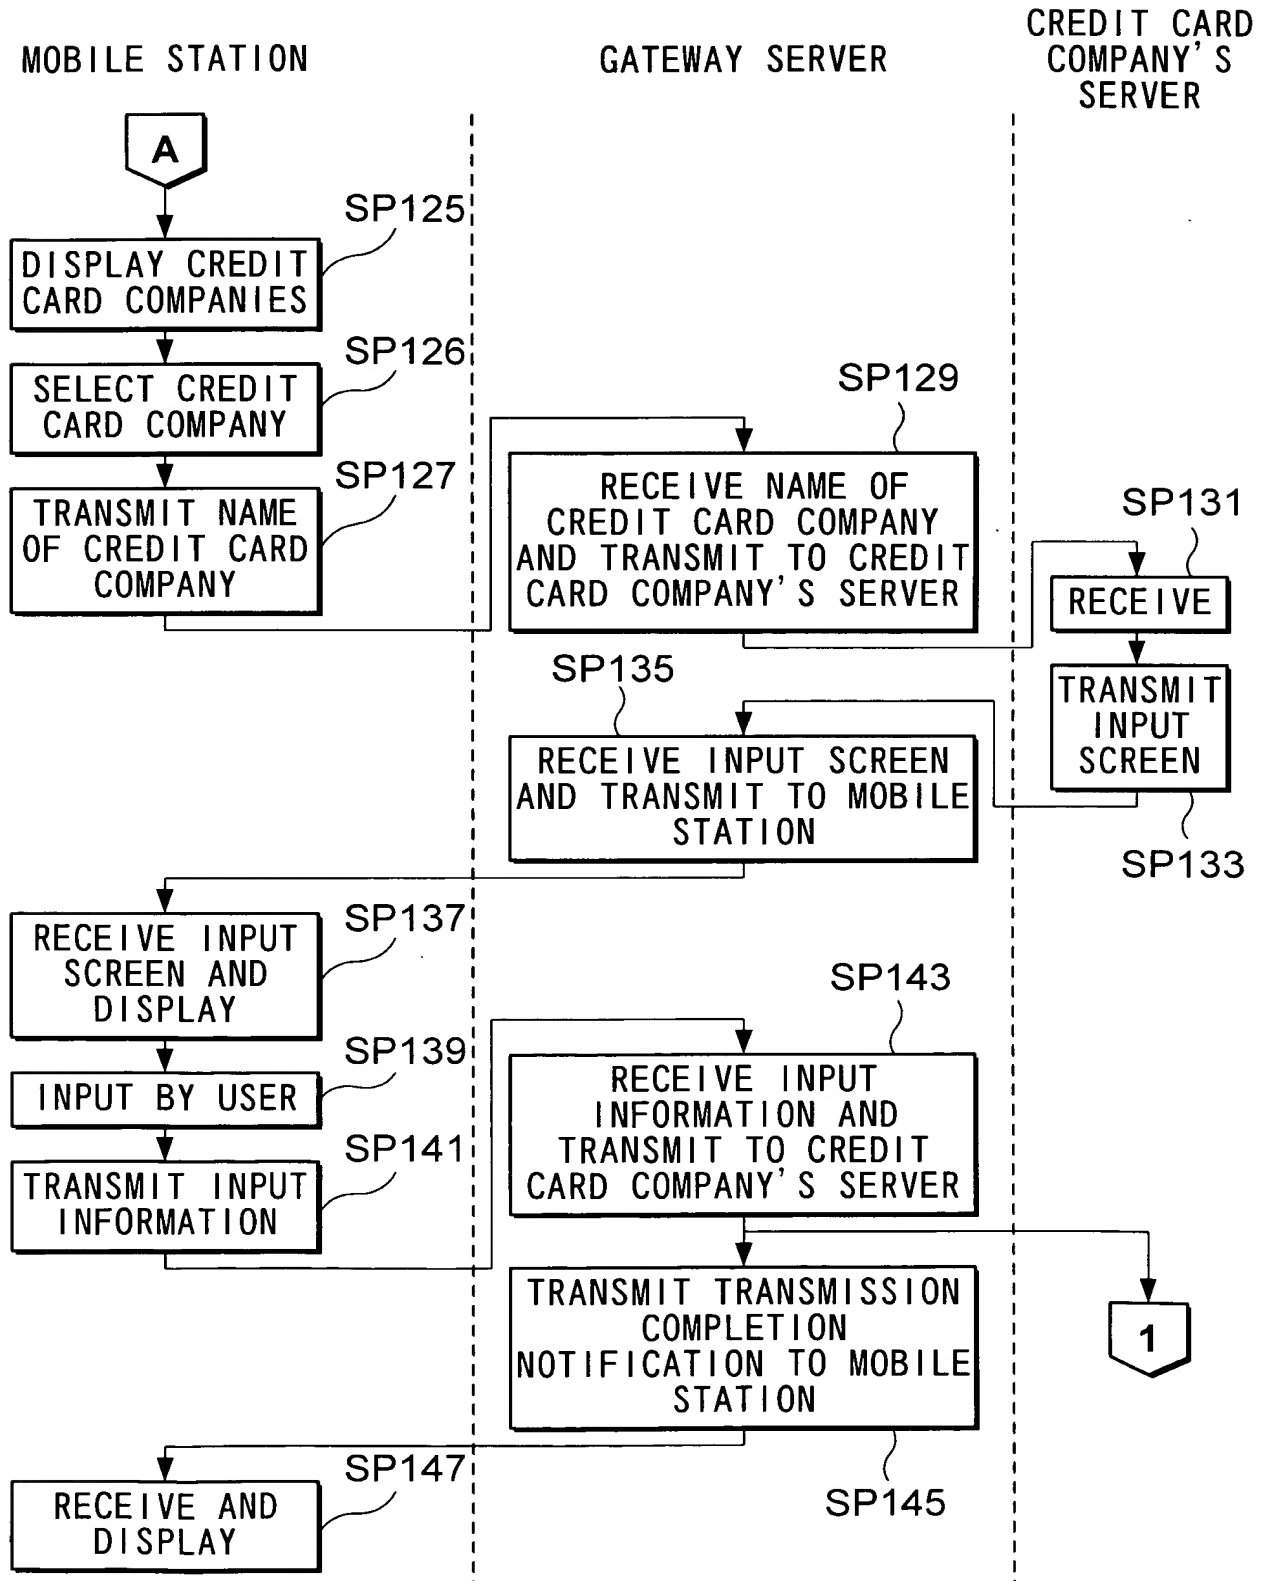 MOBILE STATION
GATEWAY SERVER
CREDIT CARD
COMPANY'S
SERVER
A
SP125
DISPLAY CREDIT
CARD COMPANIES
SP126
SELECT CREDIT
CARD COMPANY
SP127
TRANSMIT NAME
OF CREDIT CARD
COMPANY
SP129
RECEIVE NAME OF
CREDIT CARD COMPANY
AND TRANSMIT TO CREDIT
CARD COMPANY'S SERVER
SP131
RECEIVE
TRANSMIT
INPUT
SCREEN
SP133
SP135
RECEIVE INPUT SCREEN
AND TRANSMIT TO MOBILE
STATION
SP137
RECEIVE INPUT
SCREEN AND
DISPLAY
SP139
INPUT BY USER
SP141
TRANSMIT INPUT
INFORMATION
SP143
RECEIVE INPUT
INFORMATION AND
TRANSMIT TO CREDIT
CARD COMPANY'S SERVER
1
TRANSMIT TRANSMISSION
COMPLETION
NOTIFICATION TO MOBILE
STATION
SP145
SP147
RECEIVE AND
DISPLAY